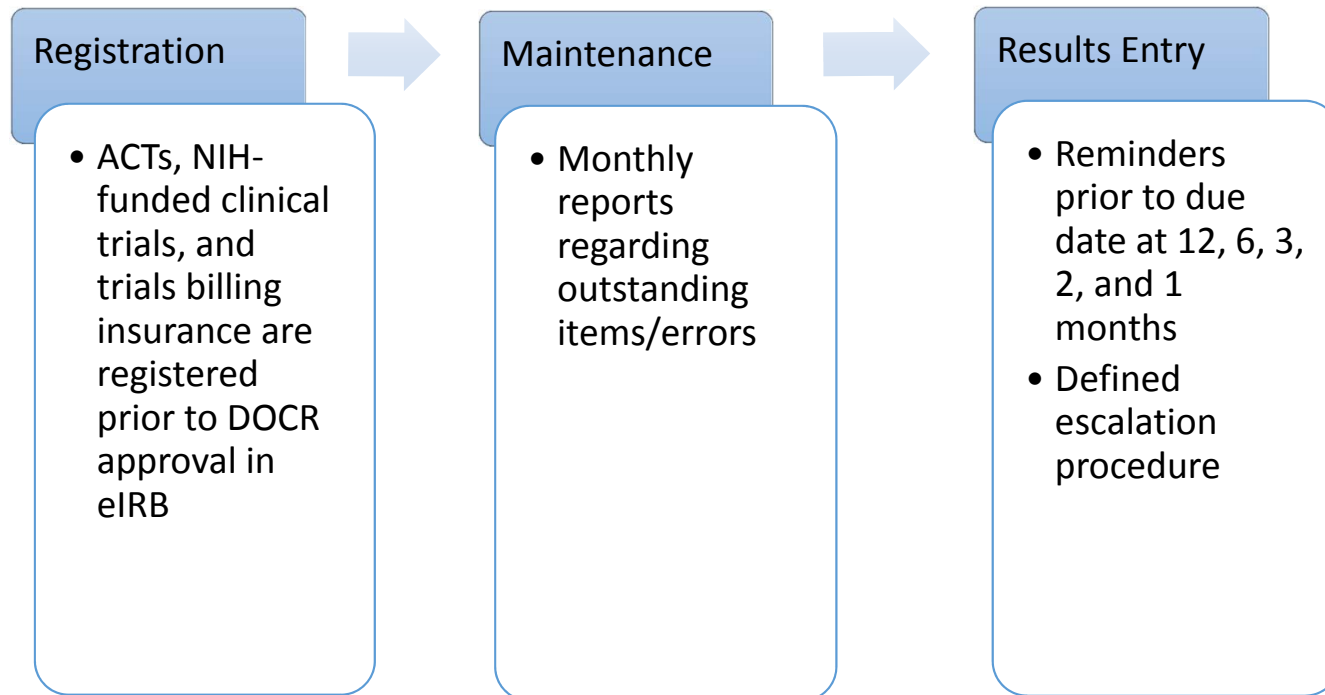 Registration
• ACTs, NIH-
funded clinical
trials, and
trials billing
insurance are
registered
prior to DOCR
approval in
eIRB
Maintenance
• Monthly
reports
regarding
outstanding
items/errors
Results Entry
• Reminders
prior to due
date at 12, 6, 3,
2, and 1
months
• Defined
escalation
procedure